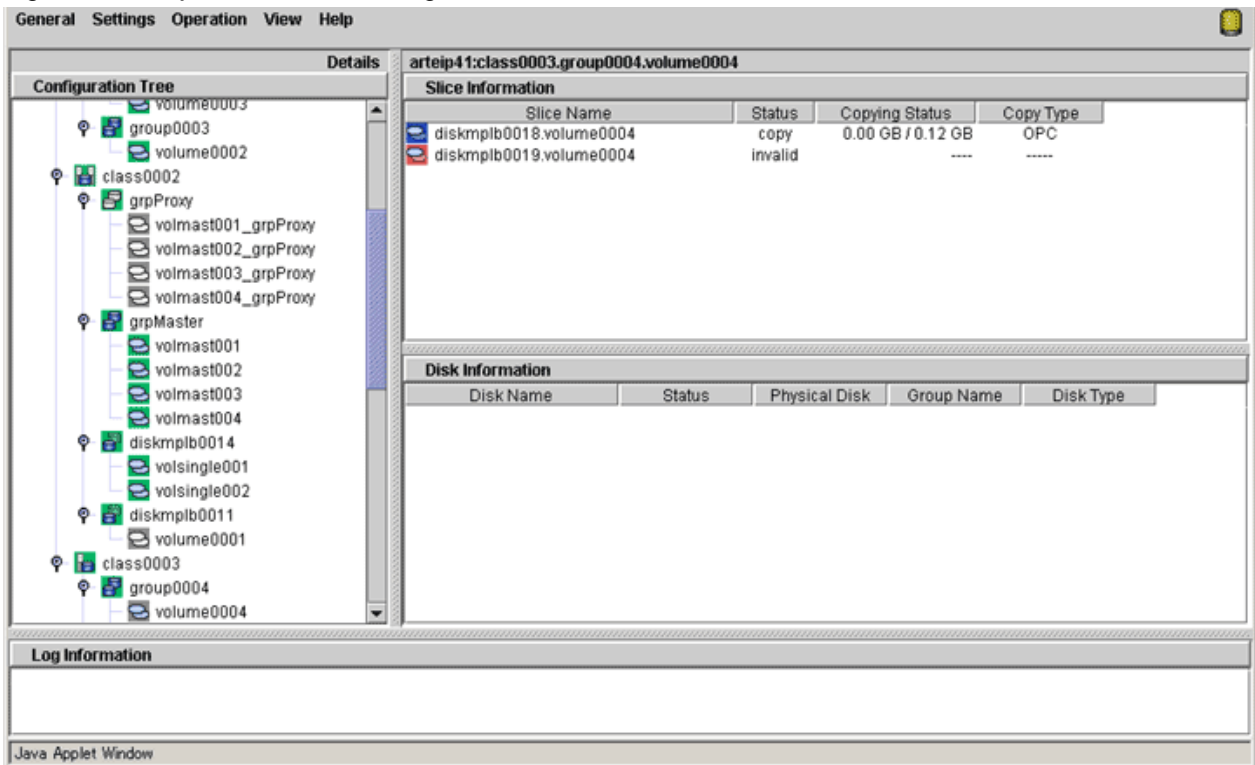 General Settings Operation View Help
Details
Configuration Tree
volume0003
group0003
volume0002
class0002
grpProxy
volmast001_grpProxy
volmast002_grpProxy
volmast003_grpProxy
volmast004_grpProxy
grpMaster
volmast001
volmast002
volmast003
volmast004
diskmplb0014
volsingle001
volsingle002
diskmplb0011
volume0001
class0003
group0004
volume0004
arteip41:class0003.group0004.volume0004
Slice Information
Slice Name Status Copying Status Copy Type
diskmplb0018.volume0004 copy 0.00 GB / 0.12 GB OPC
diskmplb0019.volume0004 invalid ---- -----
Disk Information
Disk Name Status Physical Disk Group Name Disk Type
Log Information
Java Applet Window